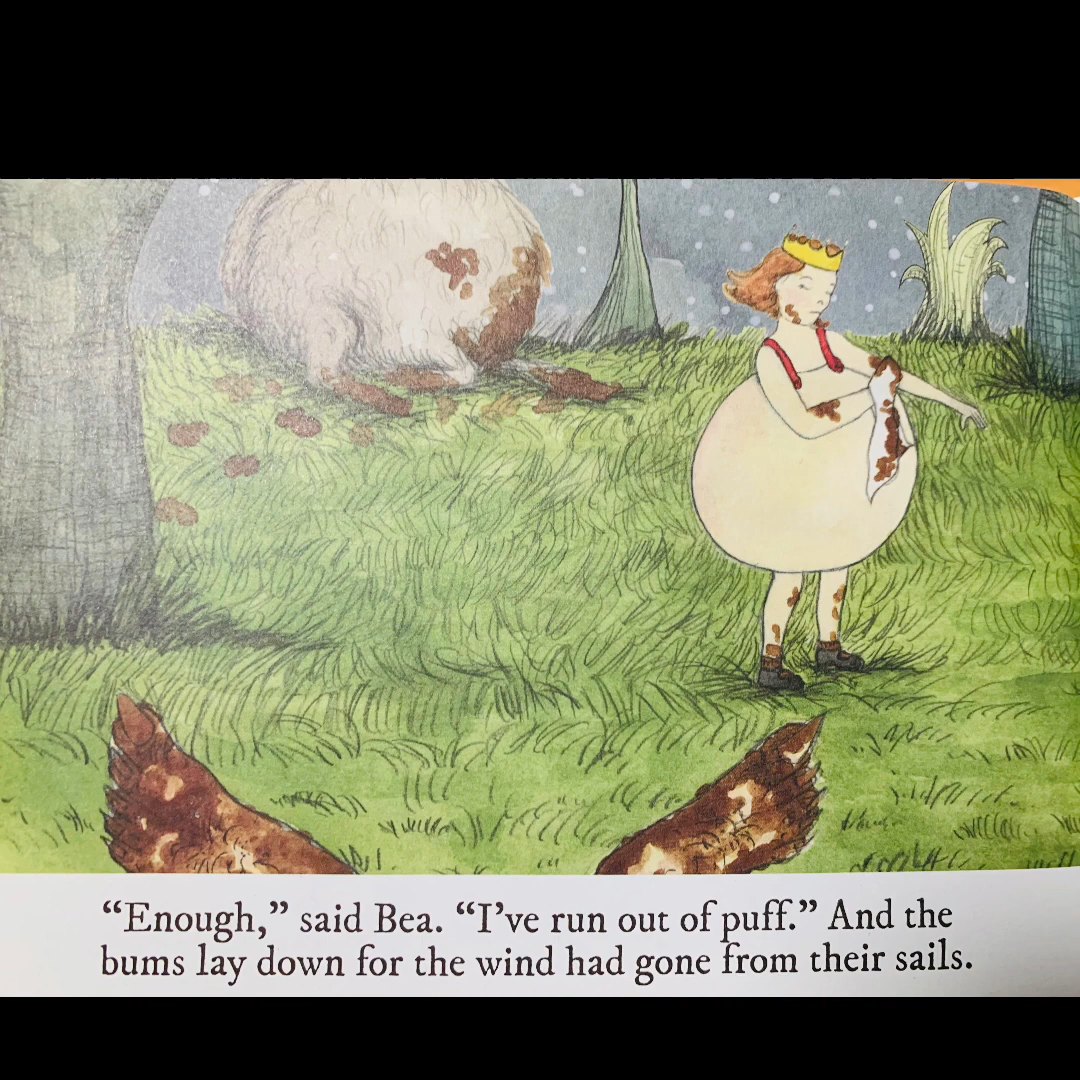 “Enough,” said Bea. “I’ve run out of puff.” And the
bums lay down for the wind had gone from their sails.